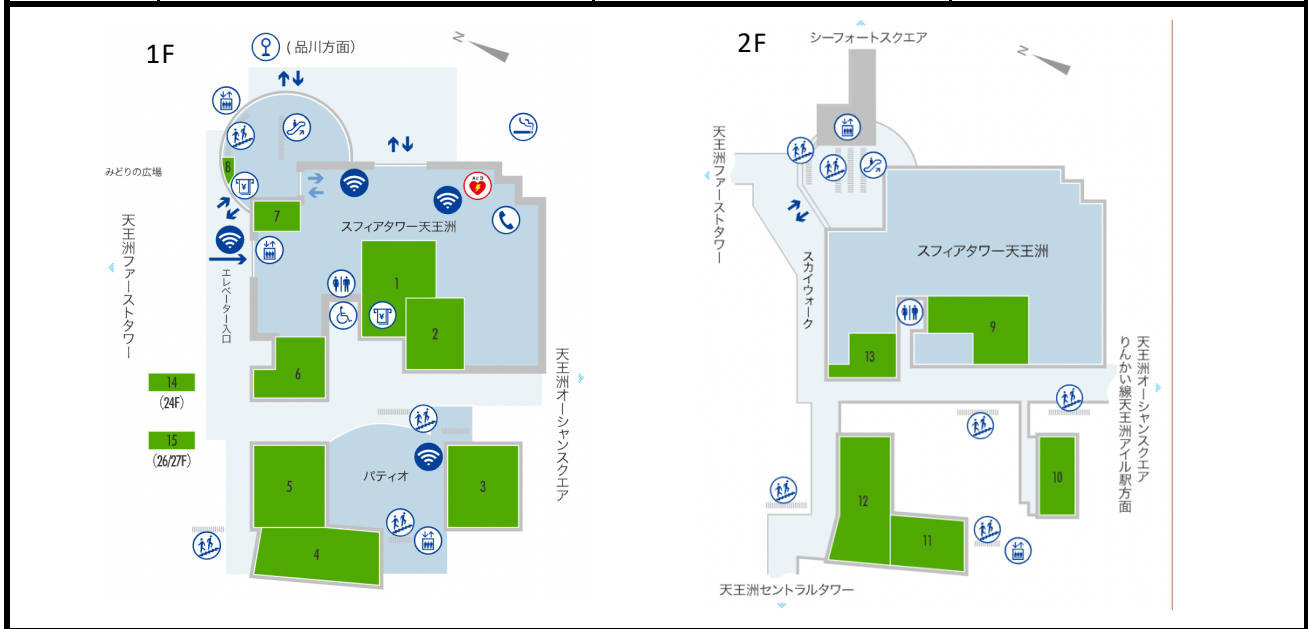 1F
(品川方面)
N
みどりの広場
8
7
スフィアタワー天王洲
AED
¥
天王洲ファーストタワー
エレベーター入口
1
¥
2
6
14
(24F)
15
(26/27F)
天王洲オーシャンスクエア
パティオ
5
3
4
2F
シーフォートスクエア
N
天王洲ファーストタワー
スカイウォーク
スフィアタワー天王洲
9
13
天王洲オーシャンスクエア
りんかい線天王洲アイル駅方面
10
12
11
天王洲セントラルタワー